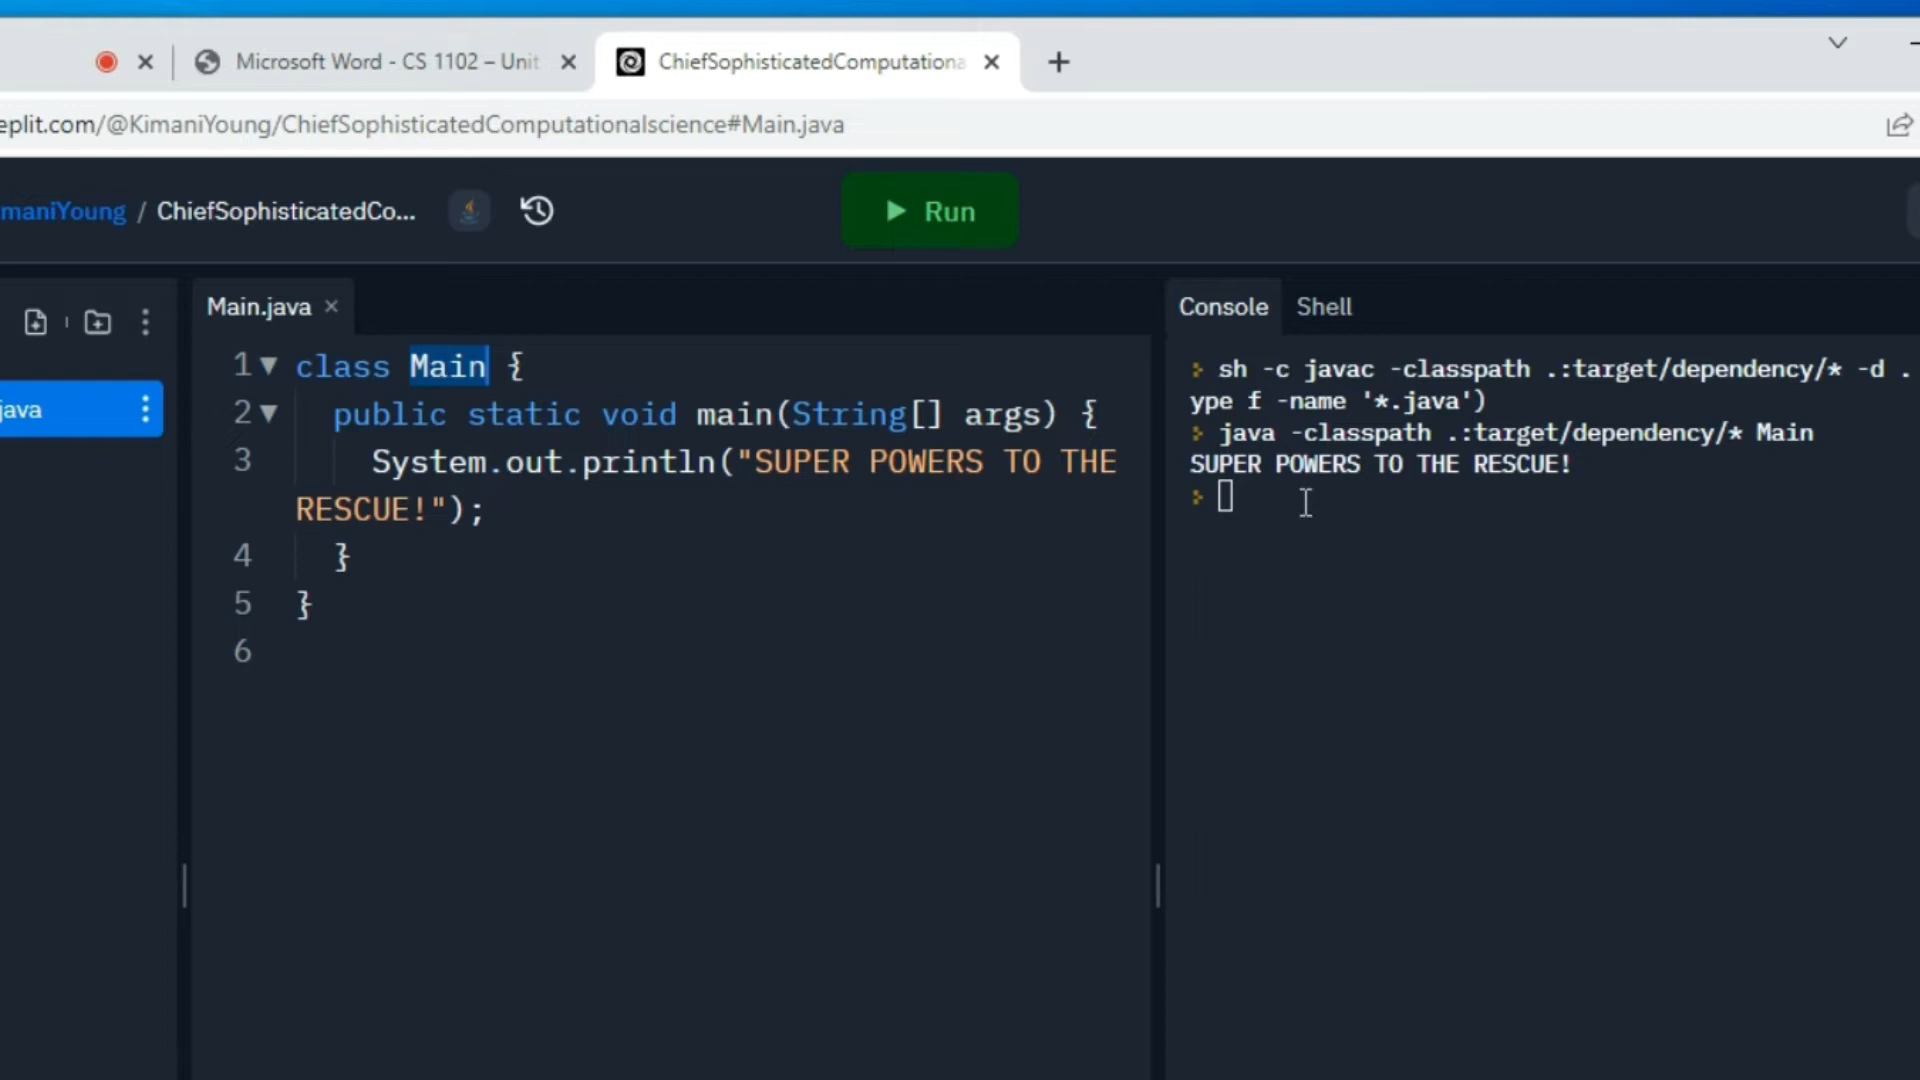 Microsoft Word - CS 1102 – Unit
ChiefSophisticatedComputationa
eplit.com/@KimaniYoung/ChiefSophisticatedComputationalscience#Main.java
maniYoung / ChiefSophisticatedCo...
Run
java
Main.java
1 class Main {
2 public static void main(String[] args) {
3 System.out.println("SUPER POWERS TO THE
RESCUE!");
4 }
5 }
6
Console Shell
sh -c javac -classpath .:target/dependency/* -d .
ype f -name '*.java')
java -classpath .:target/dependency/* Main
SUPER POWERS TO THE RESCUE!